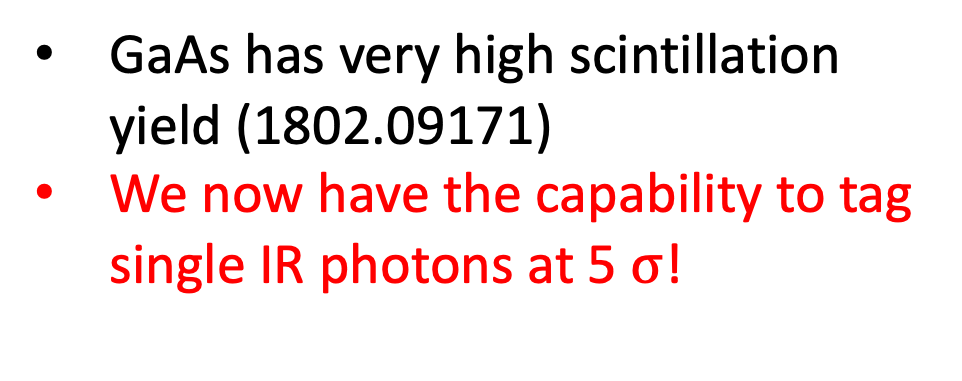 • GaAs has very high scintillation
yield (1802.09171)
• We now have the capability to tag
single IR photons at 5 σ!